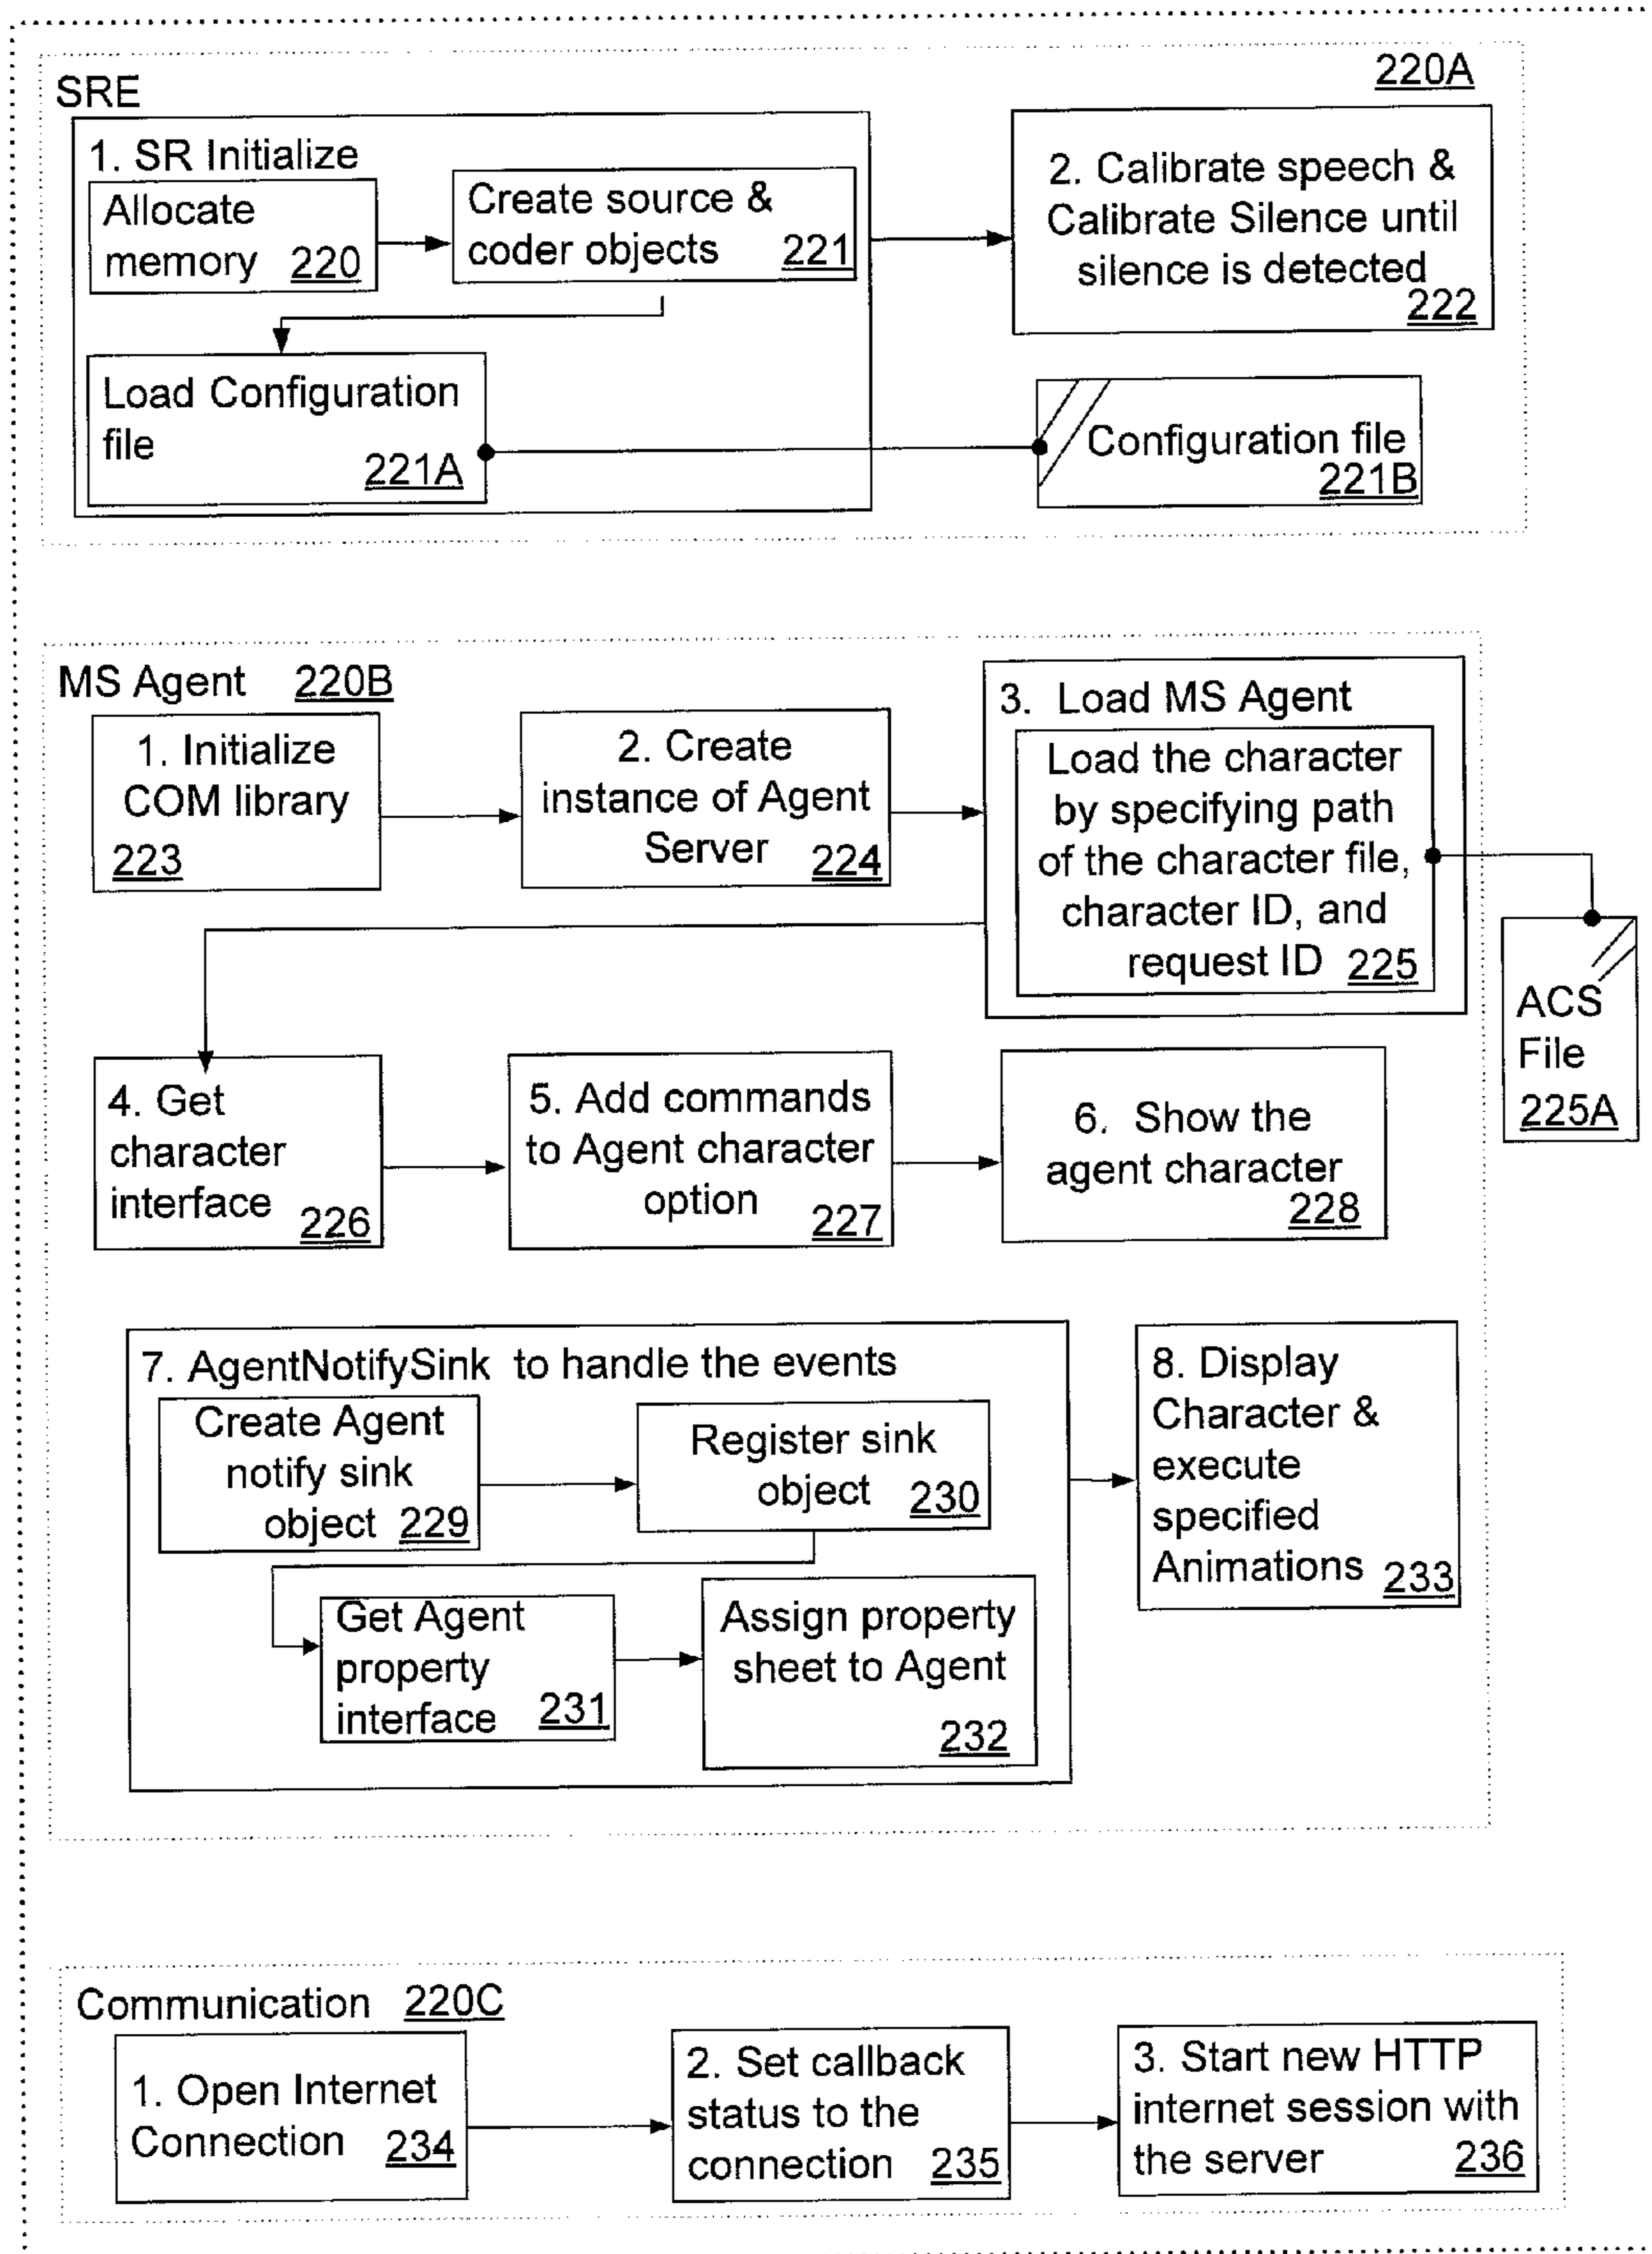 SRE
220A
1. SR Initialize
Allocate
memory 220
Create source &
coder objects 221
2. Calibrate speech &
Calibrate Silence until
silence is detected
222
Load Configuration
file
221A
Configuration file
221B
MS Agent 220B
1. Initialize
COM library
223
2. Create
instance of Agent
Server 224
3. Load MS Agent
Load the character
by specifying path
of the character file,
character ID, and
request ID 225
ACS
File
225A
4. Get
character
interface 226
5. Add commands
to Agent character
option 227
6. Show the
agent character
228
7. AgentNotifySink to handle the events
Create Agent
notify sink
object 229
Register sink
object 230
Get Agent
property
interface 231
Assign property
sheet to Agent
232
8. Display
Character &
execute
specified
Animations 233
Communication 220C
1. Open Internet
Connection 234
2. Set callback
status to the
connection 235
3. Start new HTTP
internet session with
the server 236